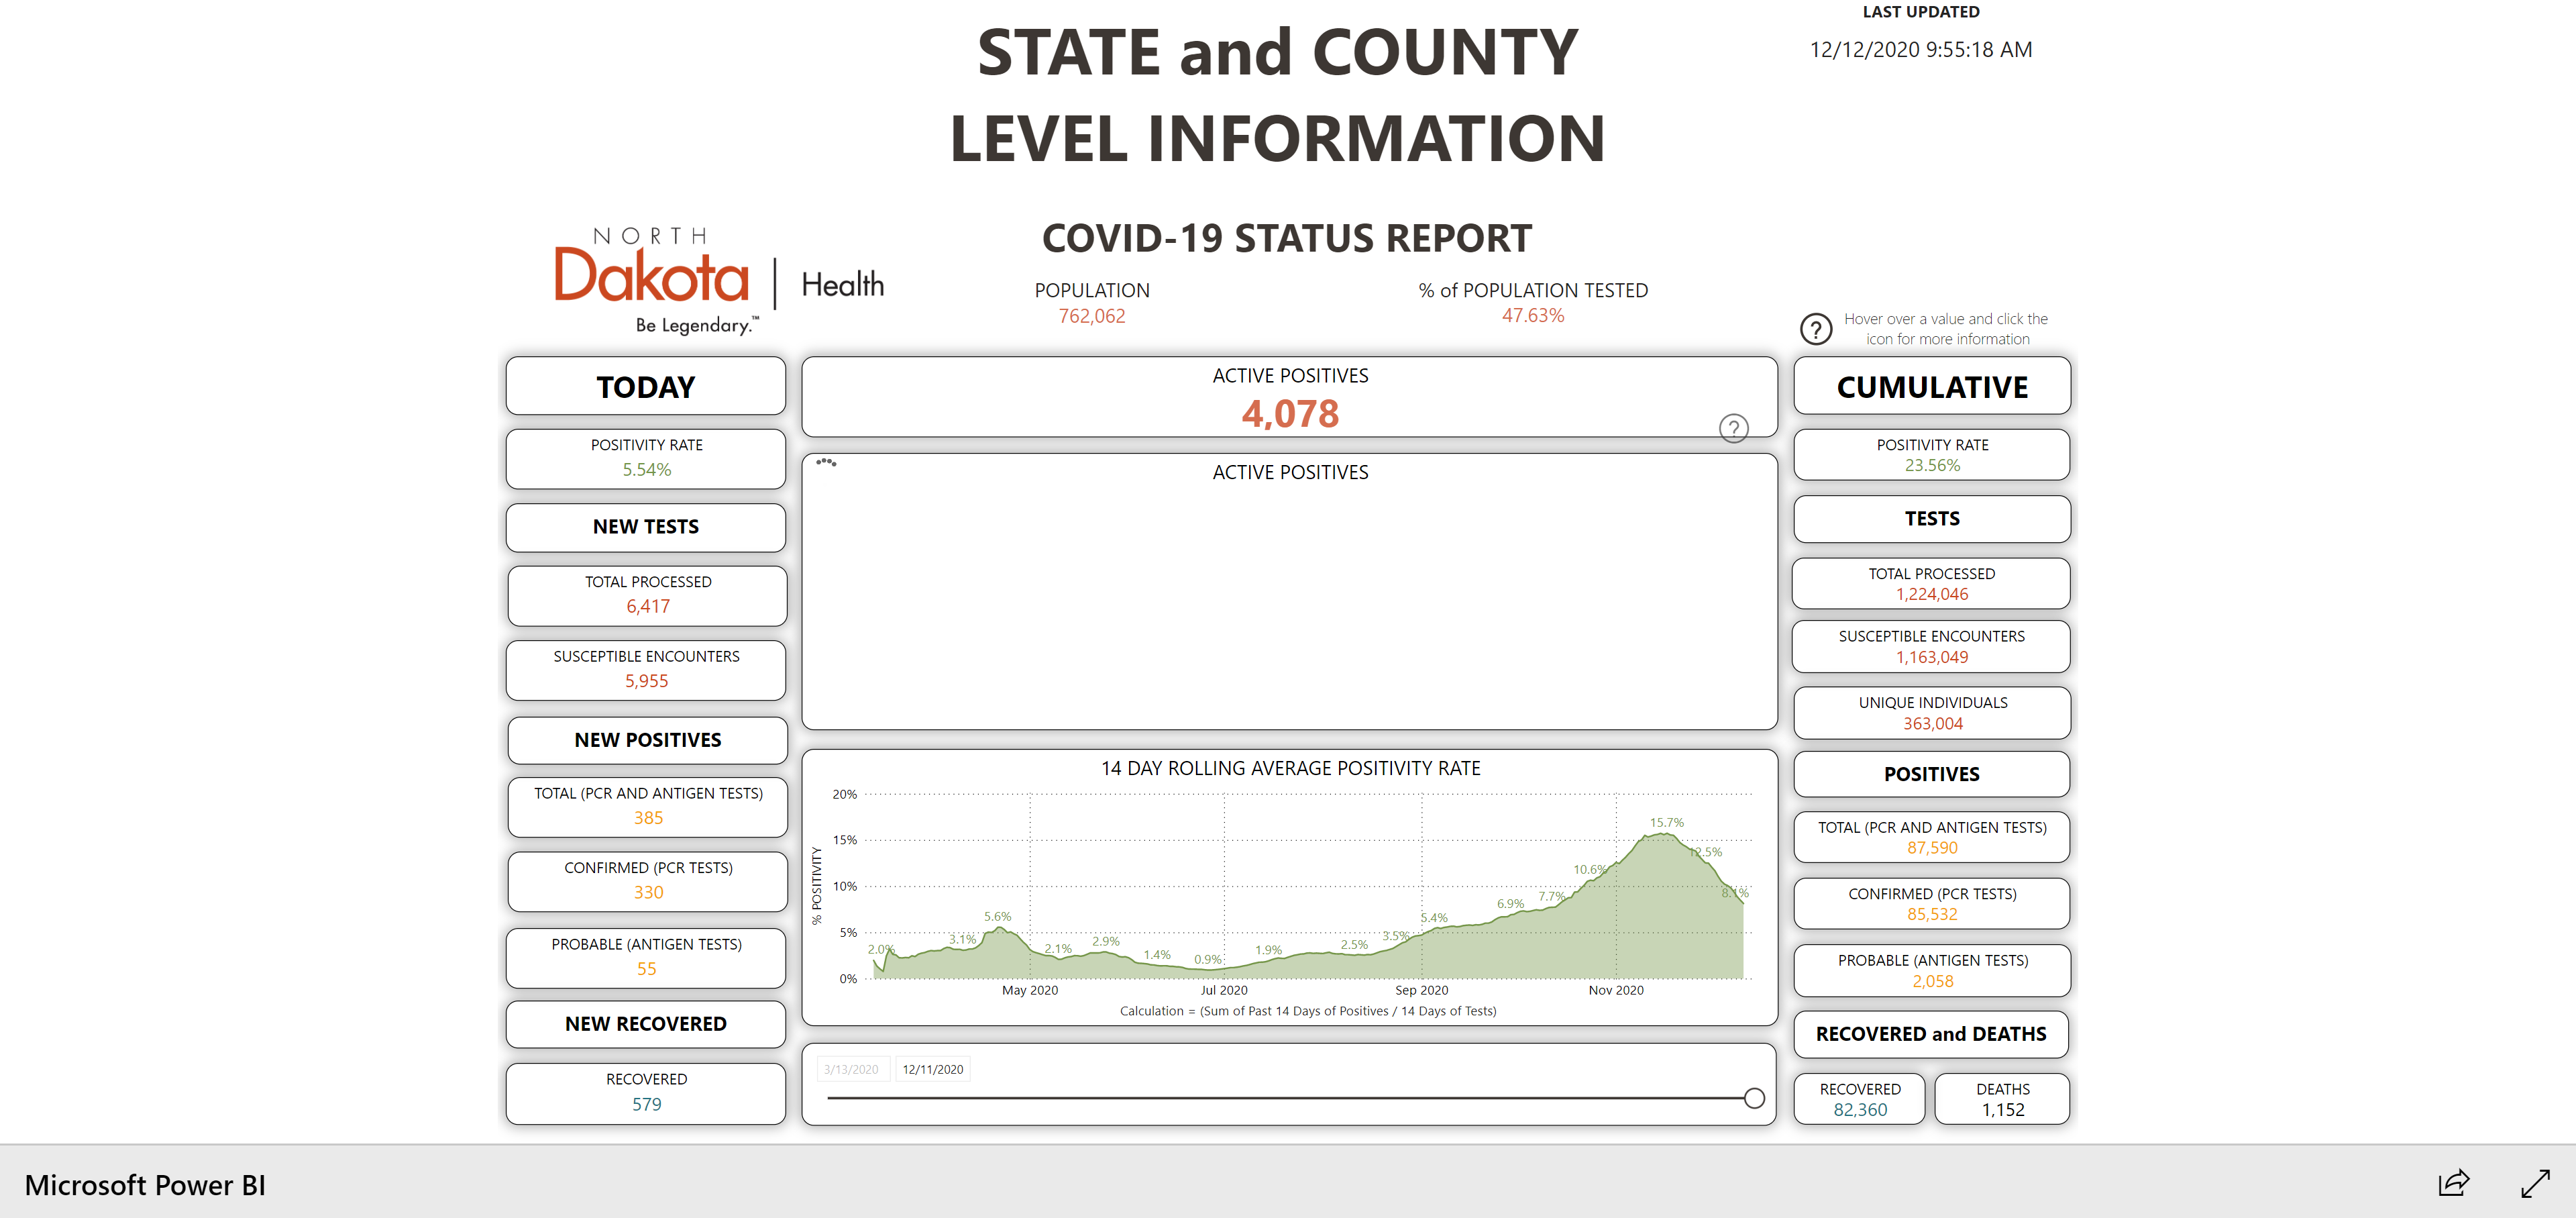 STATE and COUNTY
LEVEL INFORMATION
LAST UPDATED
12/12/2020 9:55:18 AM
NORTH
Dakota
Be Legendary.™
Health
COVID-19 STATUS REPORT
POPULATION
762,062
% of POPULATION TESTED
47.63%
?
Hover over a value and click the
icon for more information
TODAY
POSITIVITY RATE
5.54%
NEW TESTS
TOTAL PROCESSED
6,417
SUSCEPTIBLE ENCOUNTERS
5,955
NEW POSITIVES
TOTAL (PCR AND ANTIGEN TESTS)
385
CONFIRMED (PCR TESTS)
330
PROBABLE (ANTIGEN TESTS)
55
NEW RECOVERED
RECOVERED
579
ACTIVE POSITIVES
4,078
?
ACTIVE POSITIVES
14 DAY ROLLING AVERAGE POSITIVITY RATE
% POSITIVITY
20%
15%
10%
5%
0%
2.0%
3.1%
5.6%
2.1%
2.9%
1.4%
0.9%
1.9%
2.5%
3.5%
5.4%
6.9%
7.7%
10.6%
15.7%
12.5%
8.1%
May 2020
Jul 2020
Sep 2020
Nov 2020
Calculation = (Sum of Past 14 Days of Positives / 14 Days of Tests)
3/13/2020
12/11/2020
CUMULATIVE
POSITIVITY RATE
23.56%
TESTS
TOTAL PROCESSED
1,224,046
SUSCEPTIBLE ENCOUNTERS
1,163,049
UNIQUE INDIVIDUALS
363,004
POSITIVES
TOTAL (PCR AND ANTIGEN TESTS)
87,590
CONFIRMED (PCR TESTS)
85,532
PROBABLE (ANTIGEN TESTS)
2,058
RECOVERED and DEATHS
RECOVERED
82,360
DEATHS
1,152
Microsoft Power BI